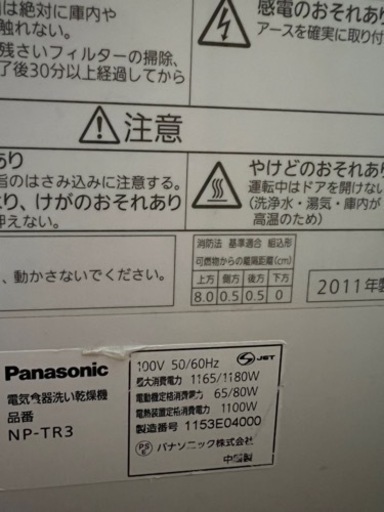 は絶対に庫内や
触れない。
残さいフィルターの掃除、
了後30分以上経過してから
感電のおそれあり
アースを確実に取り付
注意
あり
指のはさみ込みに注意する。
より、けがのおそれあり
押えない。
やけどのおそれあり
運転中はドアを開けない
(洗浄水・湯気・庫内が
高温のため)
、動かさないでください。
消防法 基準適合 組込形
可燃物からの離隔距離(cm)
上方 側方 後方 下方
8.0 0.5 0.5 0
2011年製
Panasonic
電気食器洗い乾燥機
品番
NP-TR3
100V 50/60Hz
JET
最大消費電力 1165/1180W
電動機定格消費電力 65/80W
電熱装置定格消費電力 1100W
製造番号 1153E04000
PS E
パナソニック株式会社
中国製